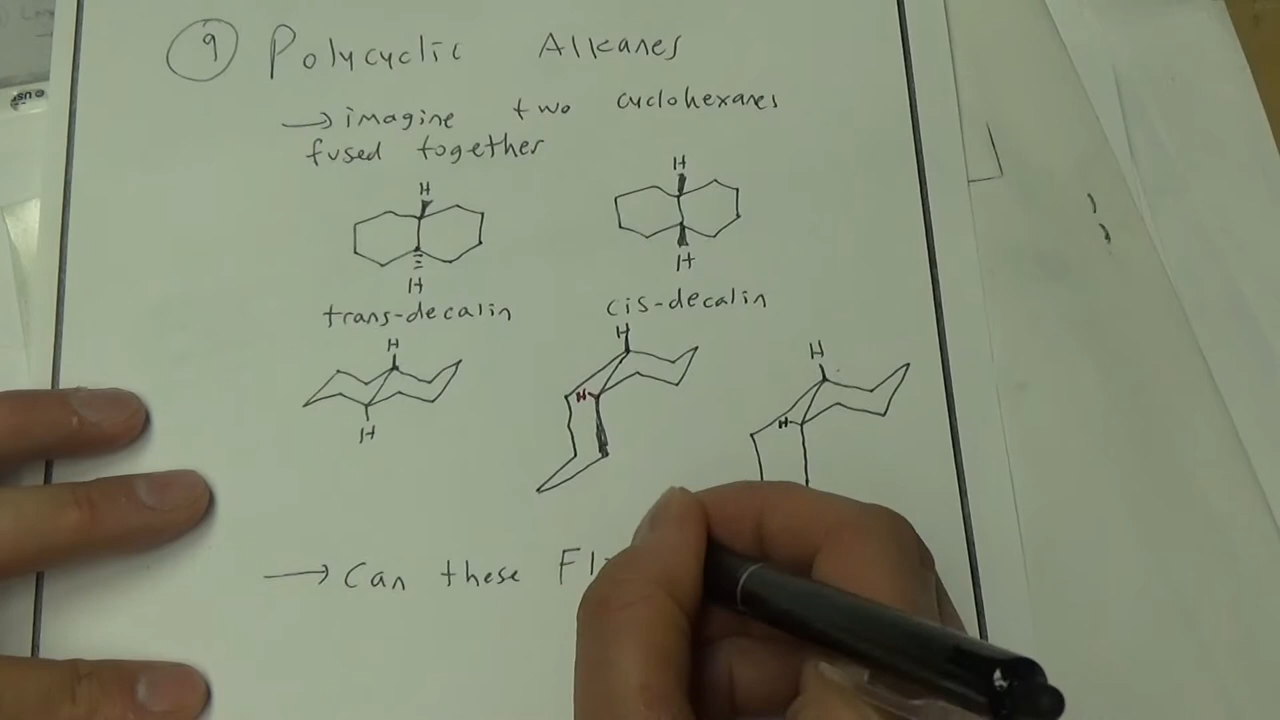 9 Polycyclic Alkanes
→ imagine two cyclohexanes
fused together
H H
H H
trans-decalin cis-decalin
H H H
H H
H
→ Can these